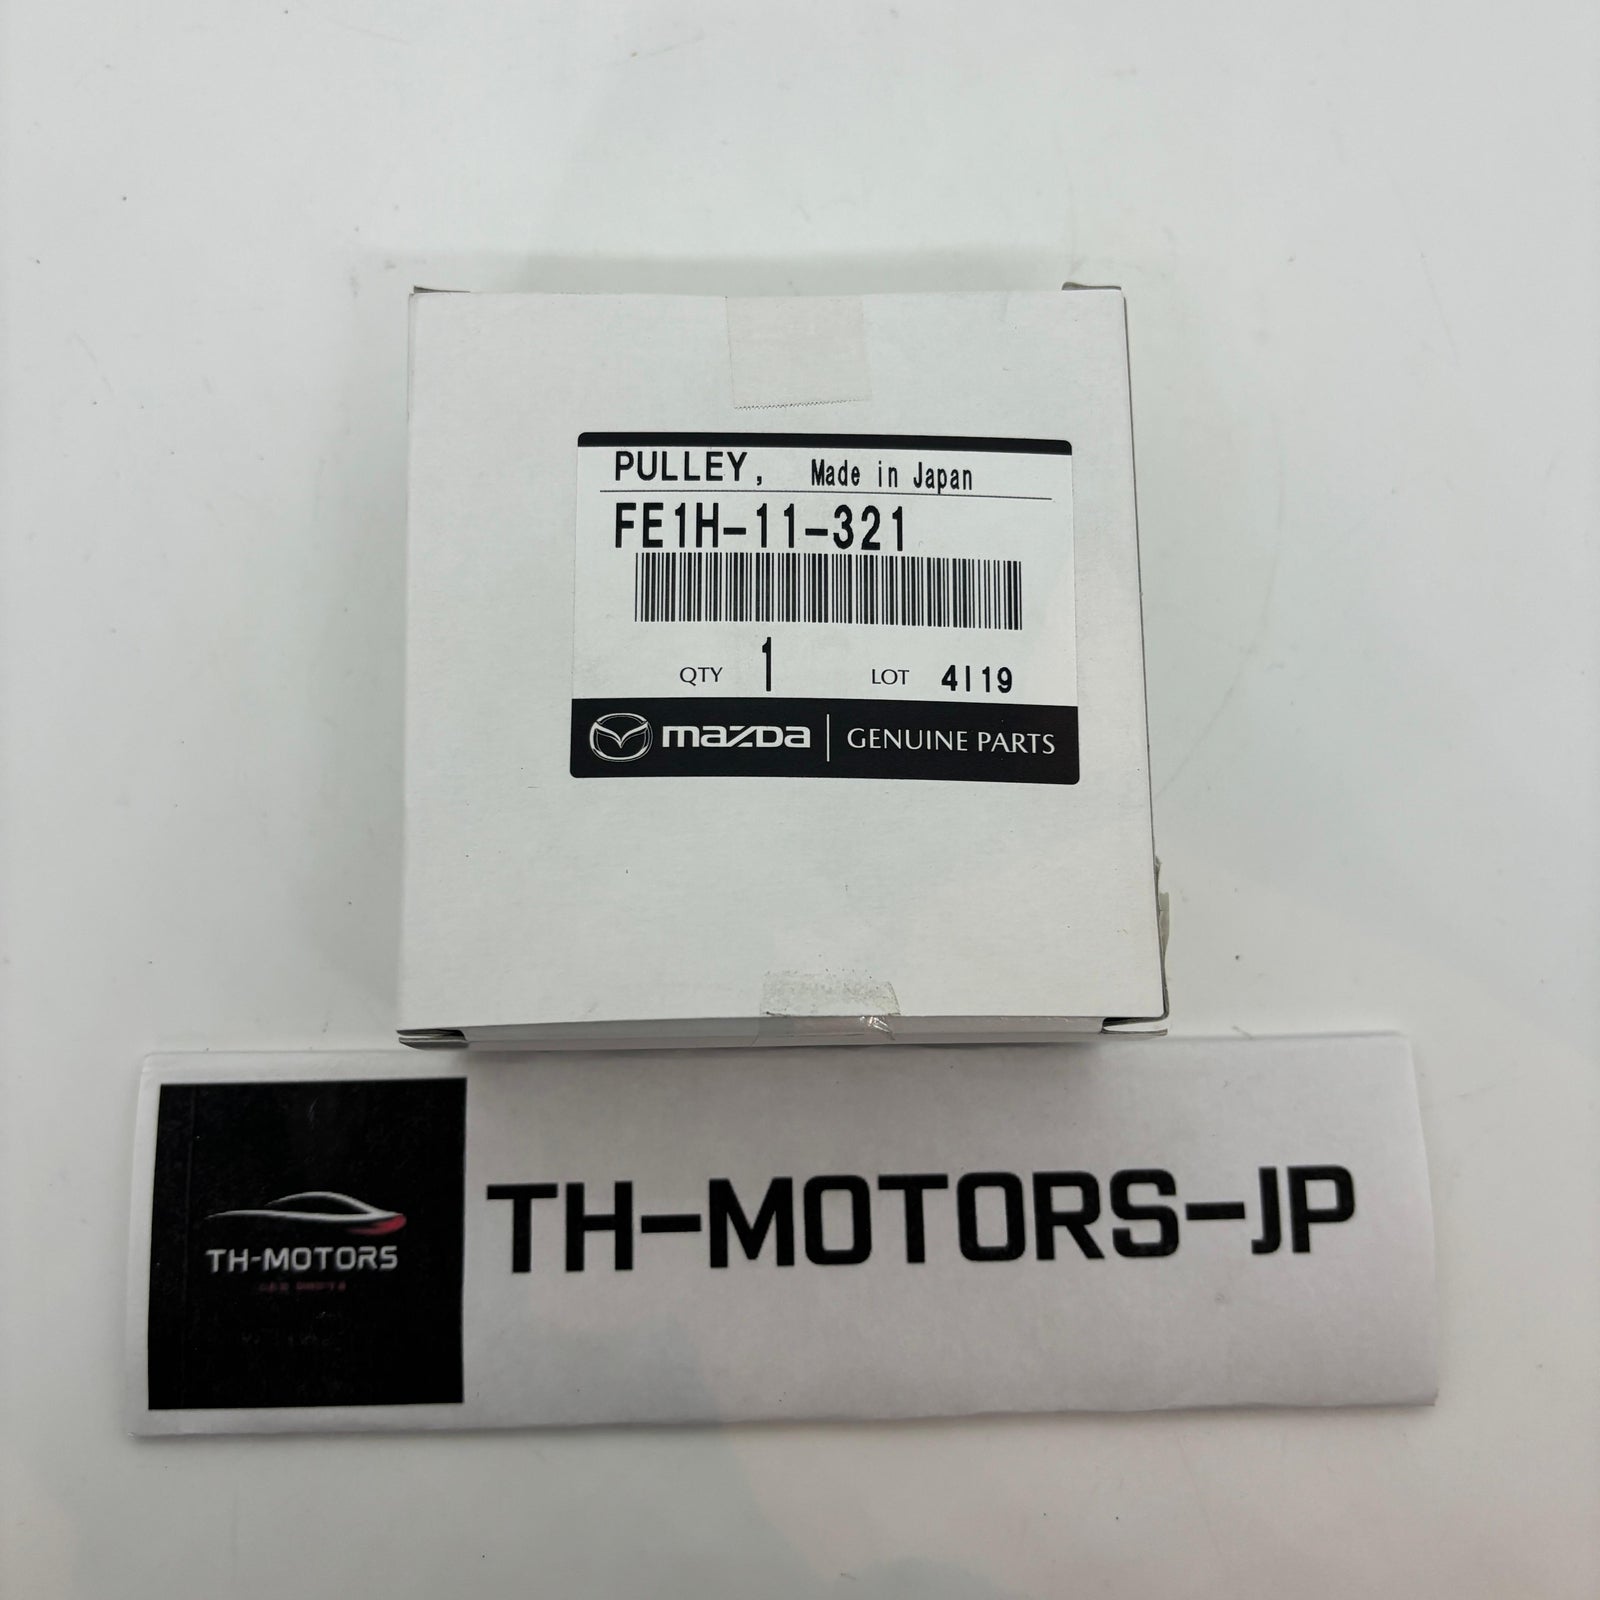 PULLEY, Made in Japan
FE1H-11-321
QTY 1 LOT 4I19
mazda | GENUINE PARTS
TH-MOTORS-JP
TH-MOTORS